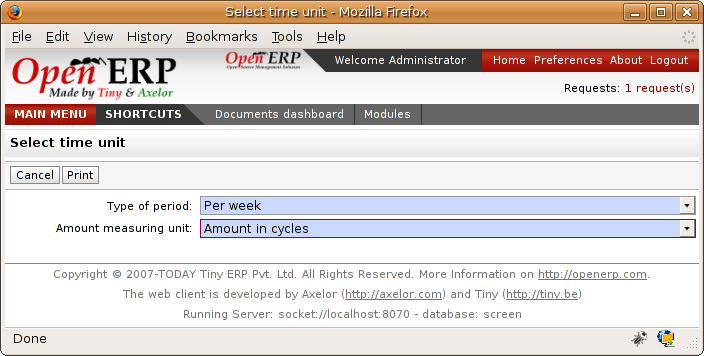 Select time unit - Mozilla Firefox
File Edit View History Bookmarks Tools Help
Open ERP
Made by Tiny & Axelor
Open ERP
Open Source Management Solution
Welcome Administrator
Home Preferences About Logout
Requests: 1 request(s)
MAIN MENU SHORTCUTS Documents dashboard Modules
Select time unit
Cancel Print
Type of period: Per week
Amount measuring unit: Amount in cycles
Copyright © 2007-TODAY Tiny ERP Pvt. Ltd. All Rights Reserved. More Information on http://openerp.com.
The web client is developed by Axelor (http://axelor.com) and Tiny (http://tiny.be)
Running Server: socket://localhost:8070 - database: screen
Done